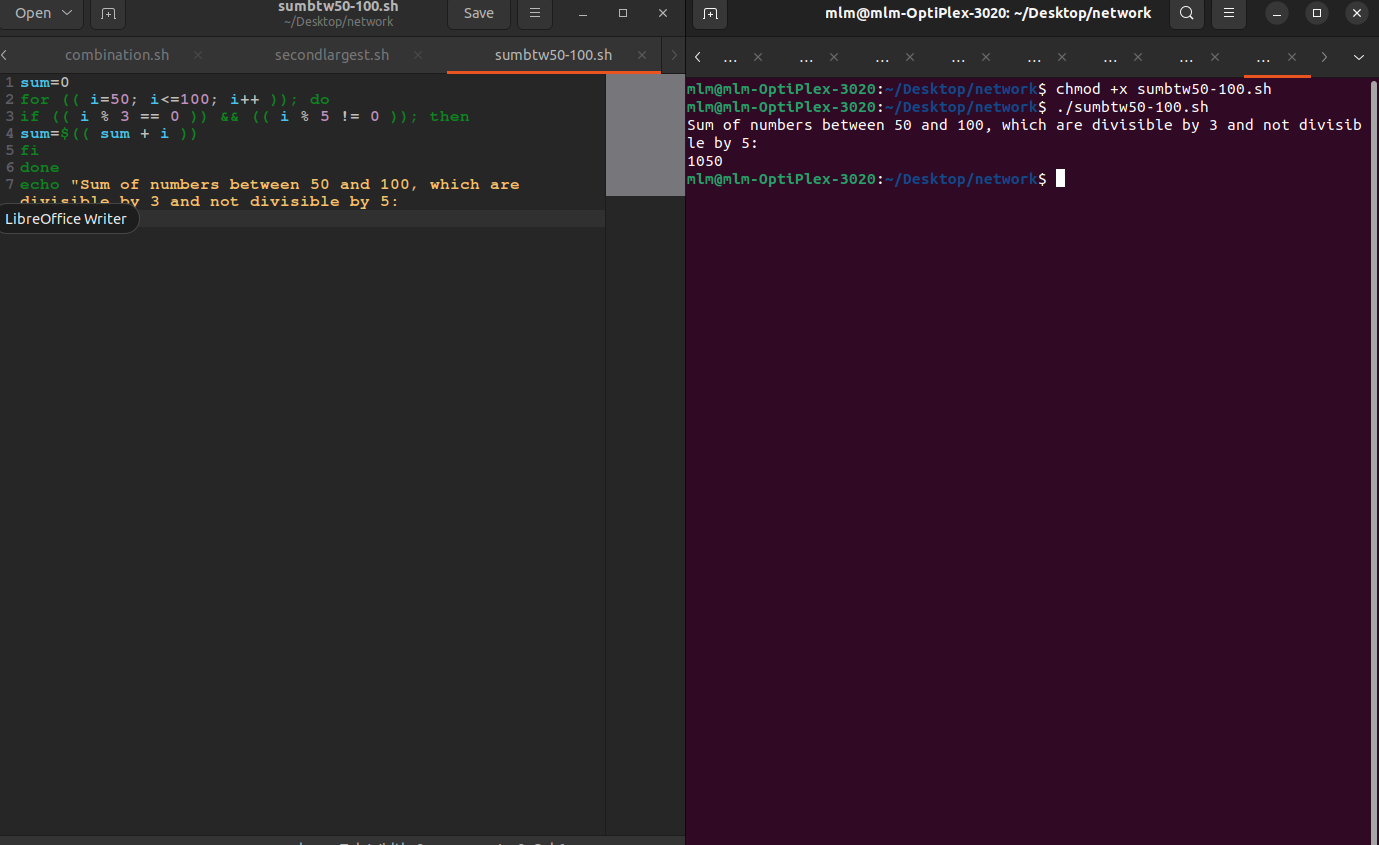 Open
sumbtw50-100.sh
~/Desktop/network
Save
combination.sh
secondlargest.sh
sumbtw50-100.sh
1 sum=0
2 for (( i=50; i<=100; i++ )); do
3 if (( i % 3 == 0 )) && (( i % 5 != 0 )); then
4 sum=$(( sum + i ))
5 fi
6 done
7 echo "Sum of numbers between 50 and 100, which are
divisible by 3 and not divisible by 5:
LibreOffice Writer
mlm@mlm-OptiPlex-3020: ~/Desktop/network
... ... ... ... ... ... ... ...
mlm@mlm-OptiPlex-3020:~/Desktop/network$ chmod +x sumbtw50-100.sh
mlm@mlm-OptiPlex-3020:~/Desktop/network$ ./sumbtw50-100.sh
Sum of numbers between 50 and 100, which are divisible by 3 and not divisib
le by 5:
1050
mlm@mlm-OptiPlex-3020:~/Desktop/network$